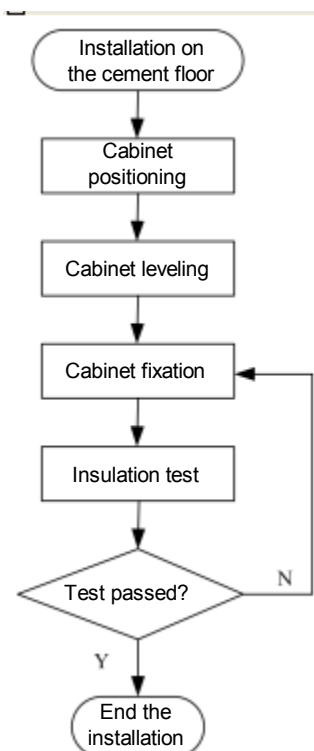 Installation on
the cement floor
Cabinet
positioning
Cabinet leveling
Cabinet fixation
Insulation test
Test passed?
N
Y
End the
installation